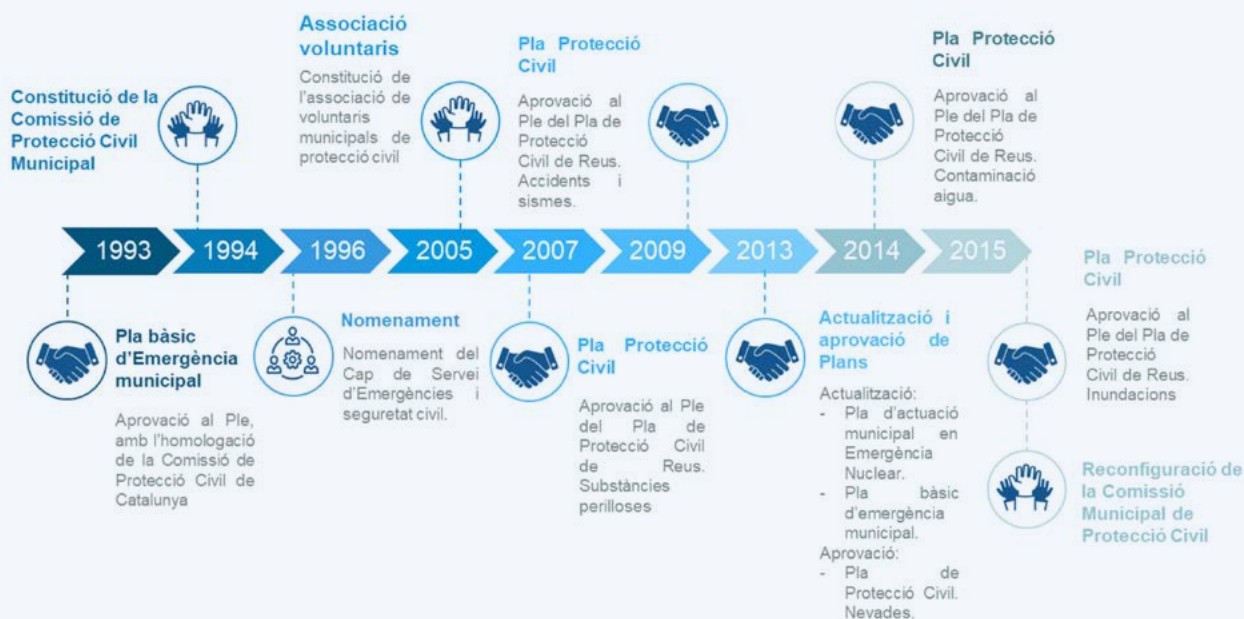 Constitució de la
Comissió de
Protecció Civil
Municipal
Associació
voluntaris
Constitució de
l'associació de
voluntaris
municipals de
protecció civil
Pla Protecció
Civil
Aprovació al
Ple del Pla de
Protecció
Civil de Reus.
Accidents i
sismes.
Pla Protecció
Civil
Aprovació al
Ple del Pla de
Protecció
Civil de Reus.
Contaminació
aigua.
1993
1994
1996
2005
2007
2009
2013
2014
2015
Pla bàsic
d'Emergència
municipal
Aprovació al Ple,
amb l'homologació
de la Comissió de
Protecció Civil de
Catalunya
Nomenament
Nomenament del
Cap de Servei
d'Emergències i
seguretat civil.
Pla Protecció
Civil
Aprovació al Ple
del Pla de
Protecció Civil
de Reus.
Substàncies
perilloses
Actualització i
aprovació de
Plans
Actualització:
- Pla d'actuació
municipal en
Emergència
Nuclear.
- Pla bàsic
d'emergència
municipal.
Aprovació:
- Pla de
Protecció Civil.
Nevades.
Pla Protecció
Civil
Aprovació al
Ple del Pla de
Protecció
Civil de Reus.
Inundacions
Reconfiguració de
la Comissió
Municipal de
Protecció Civil